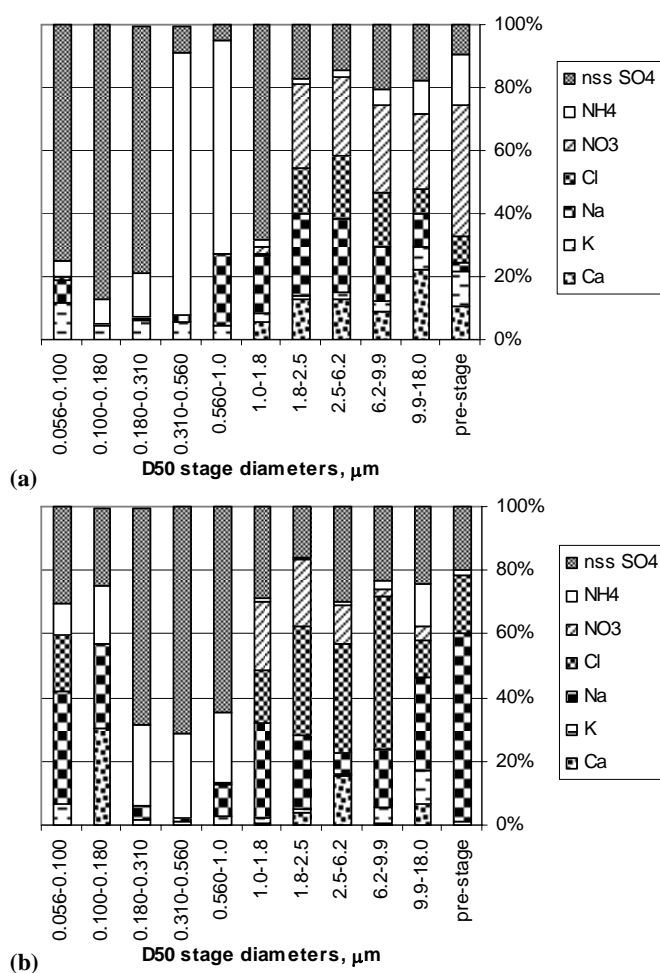 100%
80%
60%
40%
20%
0%
0.056-0.100
0.100-0.180
0.180-0.310
0.310-0.560
0.560-1.0
1.0-1.8
1.8-2.5
2.5-6.2
6.2-9.9
9.9-18.0
pre-stage
D50 stage diameters, μm
(a)
nss SO4
NH4
NO3
Cl
Na
K
Ca
100%
80%
60%
40%
20%
0%
0.056-0.100
0.100-0.180
0.180-0.310
0.310-0.560
0.560-1.0
1.0-1.8
1.8-2.5
2.5-6.2
6.2-9.9
9.9-18.0
pre-stage
D50 stage diameters, μm
(b)
nss SO4
NH4
NO3
Cl
Na
K
Ca